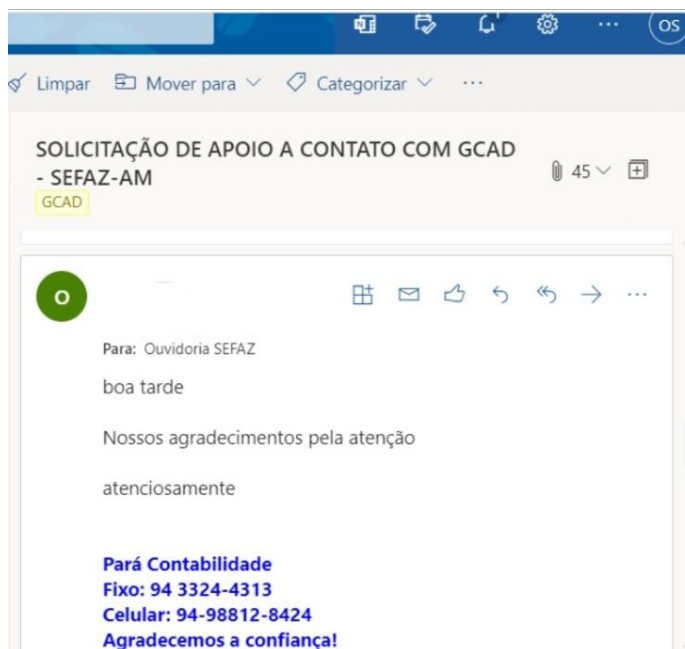 OS
Limpar Mover para Categorizar ...
SOLICITAÇÃO DE APOIO A CONTATO COM GCAD
- SEFAZ-AM
45
GCAD
O
Para: Ouvidoria SEFAZ
boa tarde
Nossos agradecimentos pela atenção
atenciosamente
Pará Contabilidade
Fixo: 94 3324-4313
Celular: 94-98812-8424
Agradecemos a confiança!